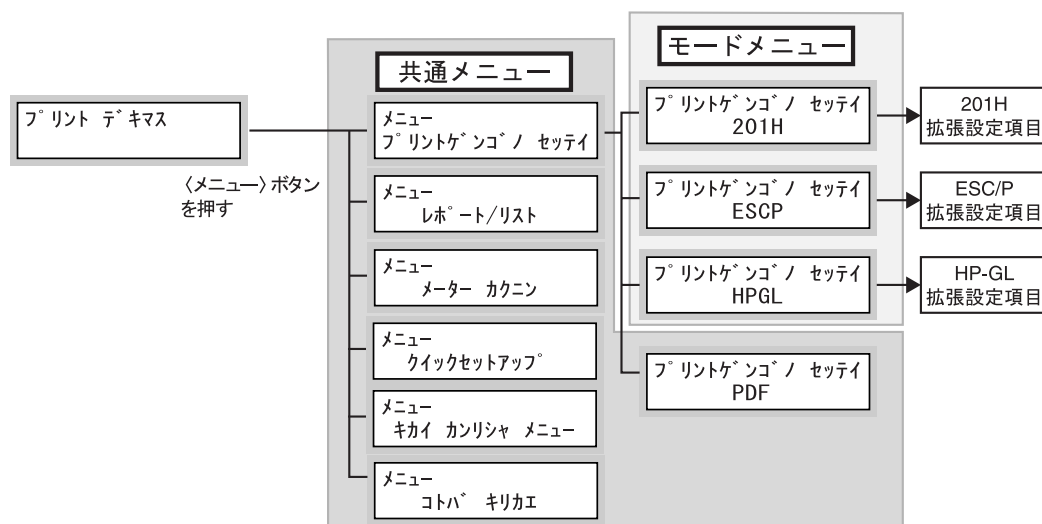 モードメニュー
共通メニュー
プリント デキマス
〈メニュー〉ボタン
を押す
メニュー
プリントゲンゴノ セッテイ
メニュー
レポート/リスト
メニュー
メーター カクニン
メニュー
クイックセットアップ
メニュー
キカイ カンリシャ メニュー
メニュー
コトバ キリカエ
プリントゲンゴノ セッテイ
201H
プリントゲンゴノ セッテイ
ESCP
プリントゲンゴノ セッテイ
HPGL
プリントゲンゴノ セッテイ
PDF
201H
拡張設定項目
ESC/P
拡張設定項目
HP-GL
拡張設定項目